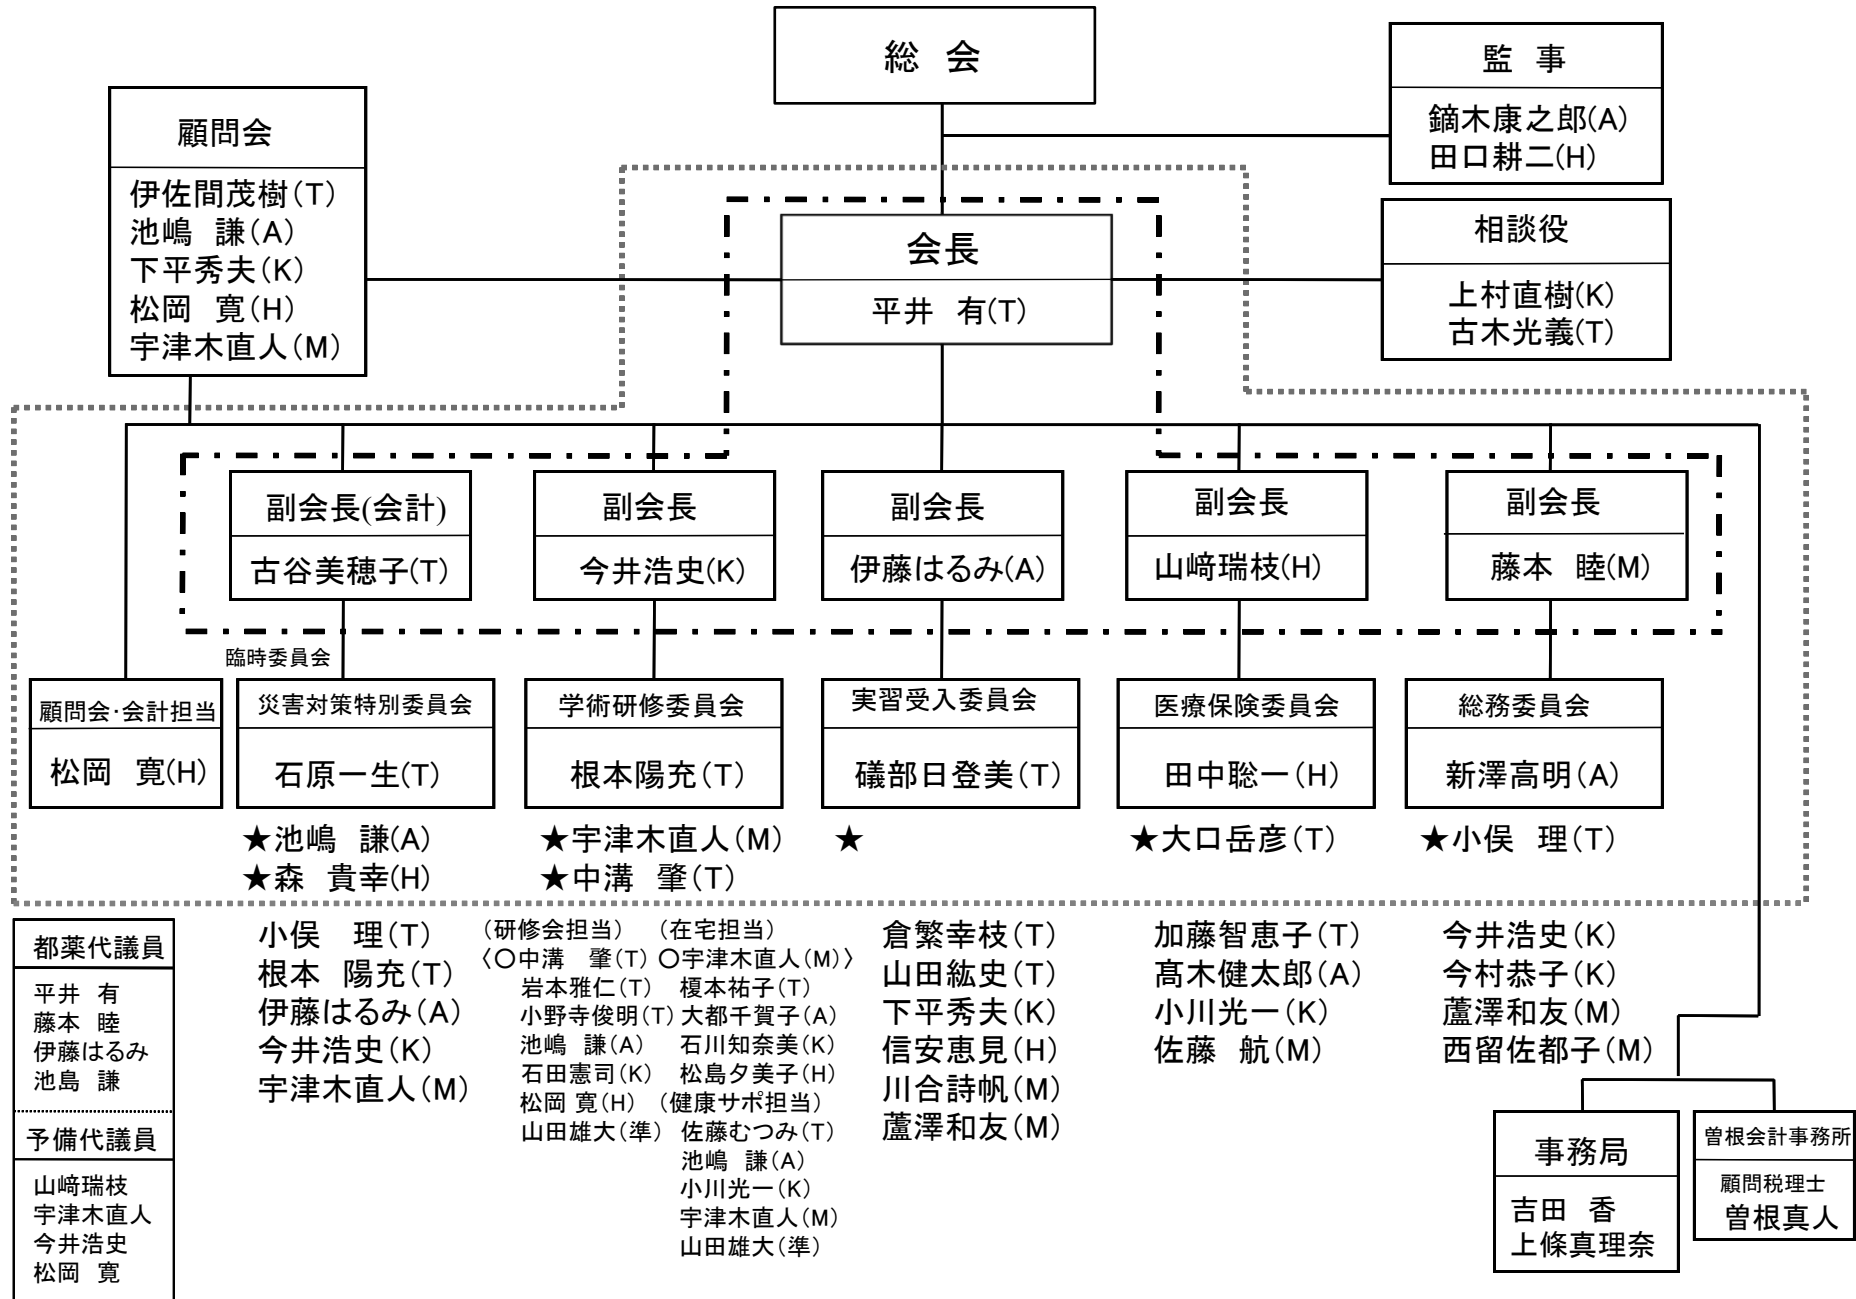 総 会
監 事
鏑木康之郎(A)
田口耕二(H)
顧問会
伊佐間茂樹(T)
池嶋 謙(A)
下平秀夫(K)
松岡 寛(H)
宇津木直人(M)
会長
平井 有(T)
相談役
上村直樹(K)
古木光義(T)
副会長(会計)
古谷美穂子(T)
副会長
今井浩史(K)
副会長
伊藤はるみ(A)
副会長
山﨑瑞枝(H)
副会長
藤本 睦(M)
臨時委員会
顧問会・会計担当
松岡 寛(H)
災害対策特別委員会
石原一生(T)
★池嶋 謙(A)
★森 貴幸(H)
小俣 理(T)
根本 陽充(T)
伊藤はるみ(A)
今井浩史(K)
宇津木直人(M)
学術研修委員会
根本陽充(T)
★宇津木直人(M)
★中溝 肇(T)
(研修会担当) (在宅担当)
〈〇中溝 肇(T) 〇宇津木直人(M)〉
岩本雅仁(T) 榎本祐子(T)
小野寺俊明(T) 大都千賀子(A)
池嶋 謙(A) 石川知奈美(K)
石田憲司(K) 松島夕美子(H)
松岡 寛(H) (健康サポ担当)
山田雄大(準) 佐藤むつみ(T)
池嶋 謙(A)
小川光一(K)
宇津木直人(M)
山田雄大(準)
実習受入委員会
礒部日登美(T)
★
倉繁幸枝(T)
山田紘史(T)
下平秀夫(K)
信安恵見(H)
川合詩帆(M)
蘆澤和友(M)
医療保険委員会
田中聡一(H)
★大口岳彦(T)
加藤智恵子(T)
髙木健太郎(A)
小川光一(K)
佐藤 航(M)
総務委員会
新澤高明(A)
★小俣 理(T)
今井浩史(K)
今村恭子(K)
蘆澤和友(M)
西留佐都子(M)
都薬代議員
平井 有
藤本 睦
伊藤はるみ
池島 謙
予備代議員
山﨑瑞枝
宇津木直人
今井浩史
松岡 寛
事務局
吉田 香
上條真理奈
曽根会計事務所
顧問税理士
曽根真人